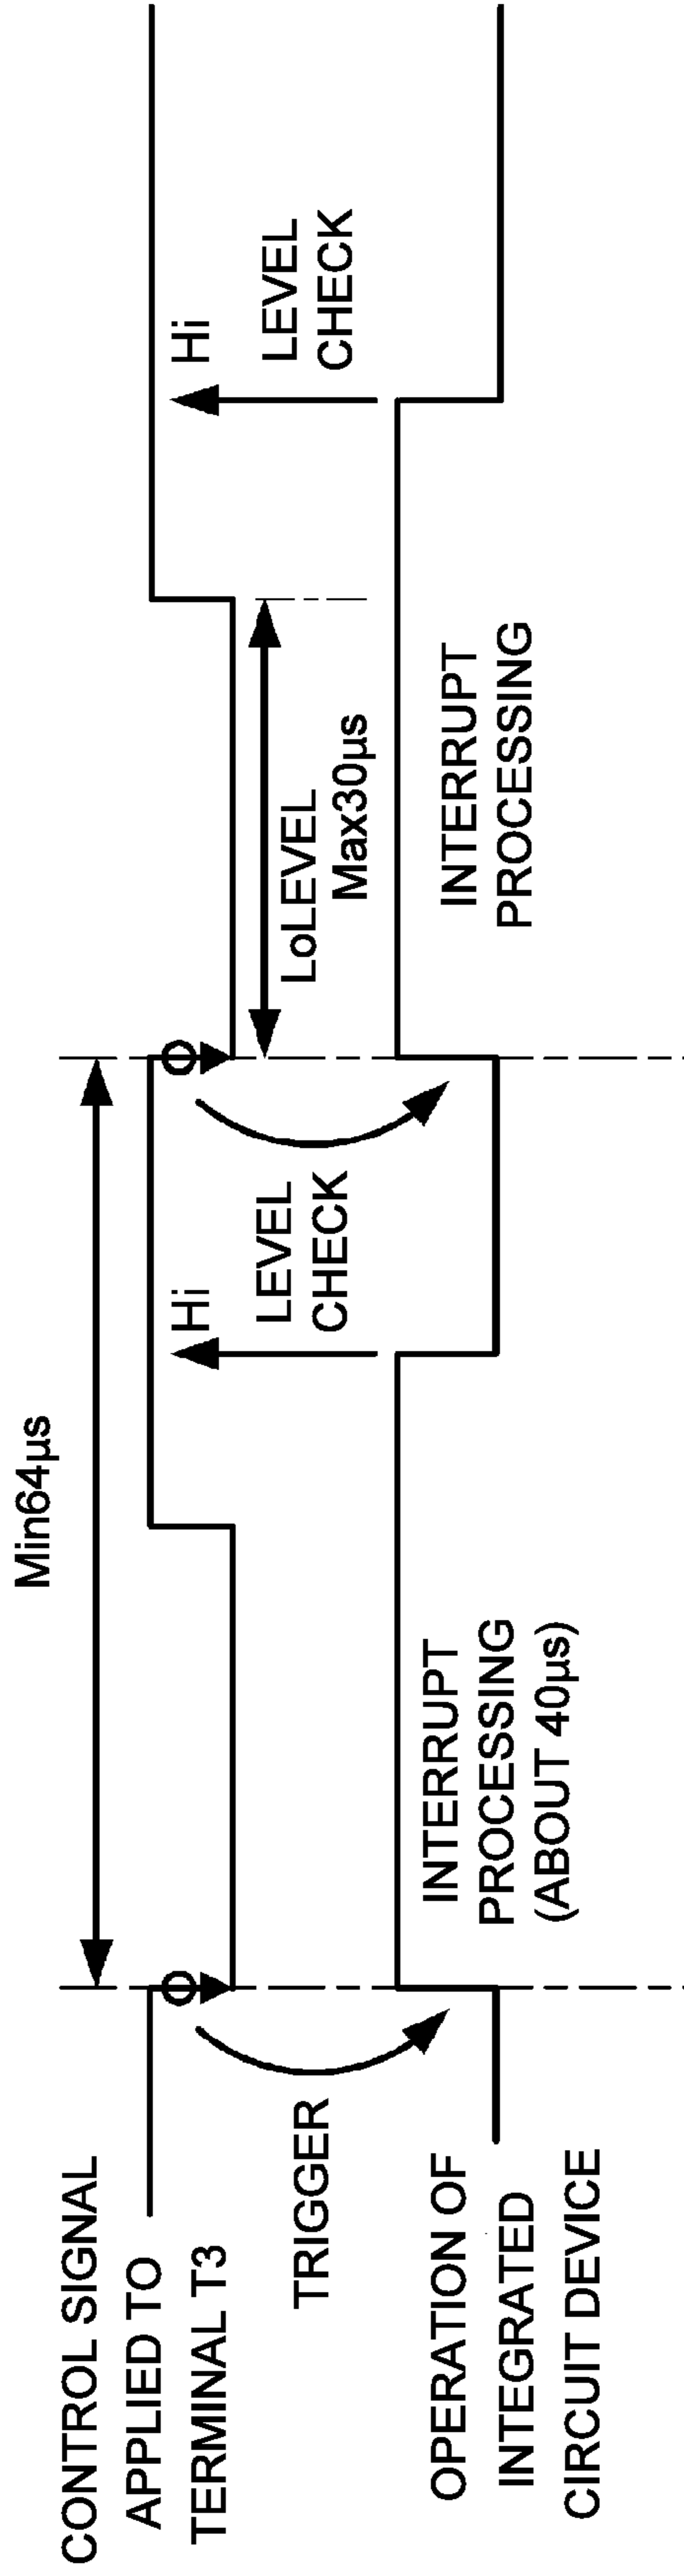 Min64µs
CONTROL SIGNAL
APPLIED TO
TERMINAL T3
Hi
LEVEL
CHECK
Hi
LEVEL
CHECK
TRIGGER
LoLEVEL
Max30µs
OPERATION OF
INTEGRATED
CIRCUIT DEVICE
INTERRUPT
PROCESSING
(ABOUT 40µs)
INTERRUPT
PROCESSING